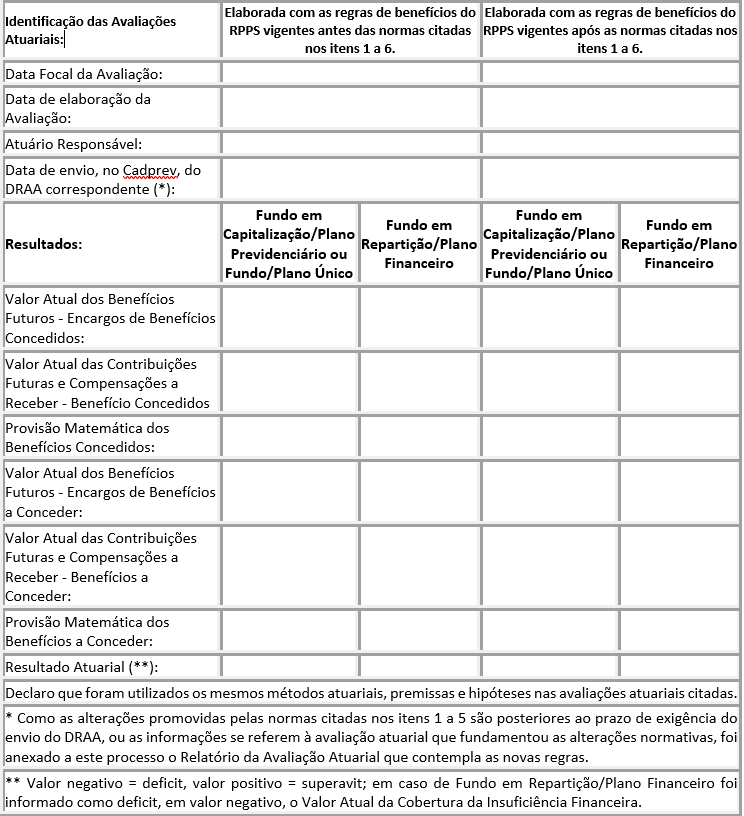 Identificação das Avaliações
Atuariais:
Elaborada com as regras de benefícios do
RPPS vigentes antes das normas citadas
nos itens 1 a 6.
Elaborada com as regras de benefícios do
RPPS vigentes após as normas citadas nos
itens 1 a 6.
Data Focal da Avaliação:
Data de elaboração da
Avaliação:
Atuário Responsável:
Data de envio, no Cadprev, do
DRAA correspondente (*):
Resultados:
Fundo em
Capitalização/Plano
Previdenciário ou
Fundo/Plano Único
Fundo em
Repartição/Plano
Financeiro
Fundo em
Capitalização/Plano
Previdenciário ou
Fundo/Plano Único
Fundo em
Repartição/Plano
Financeiro
Valor Atual dos Benefícios
Futuros - Encargos de Benefícios
Concedidos:
Valor Atual das Contribuições
Futuras e Compensações a
Receber - Benefício Concedidos
Provisão Matemática dos
Benefícios Concedidos:
Valor Atual dos Benefícios
Futuros - Encargos de Benefícios
a Conceder:
Valor Atual das Contribuições
Futuras e Compensações a
Receber - Benefícios a
Conceder:
Provisão Matemática dos
Benefícios a Conceder:
Resultado Atuarial (**):
Declaro que foram utilizados os mesmos métodos atuariais, premissas e hipóteses nas avaliações atuariais citadas.
* Como as alterações promovidas pelas normas citadas nos itens 1 a 5 são posteriores ao prazo de exigência do
envio do DRAA, ou as informações se referem à avaliação atuarial que fundamentou as alterações normativas, foi
anexado a este processo o Relatório da Avaliação Atuarial que contempla as novas regras.
** Valor negativo = deficit, valor positivo = superavit; em caso de Fundo em Repartição/Plano Financeiro foi
informado como deficit, em valor negativo, o Valor Atual da Cobertura da Insuficiência Financeira.